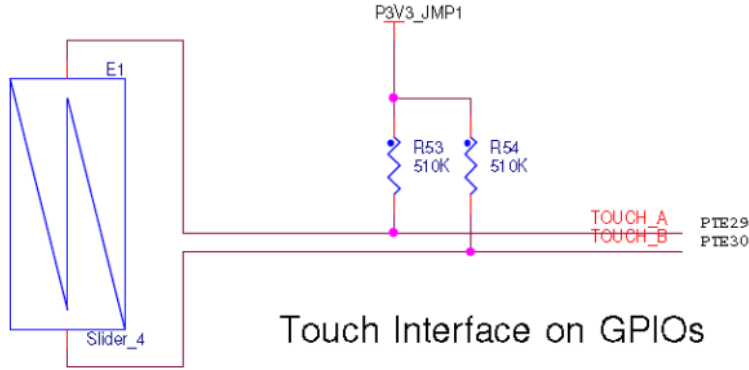 P3V3_JMP1
E1
R53
510K
R54
510K
TOUCH_A
PTE29
TOUCH_B
PTE30
Slider_4
Touch Interface on GPIOs